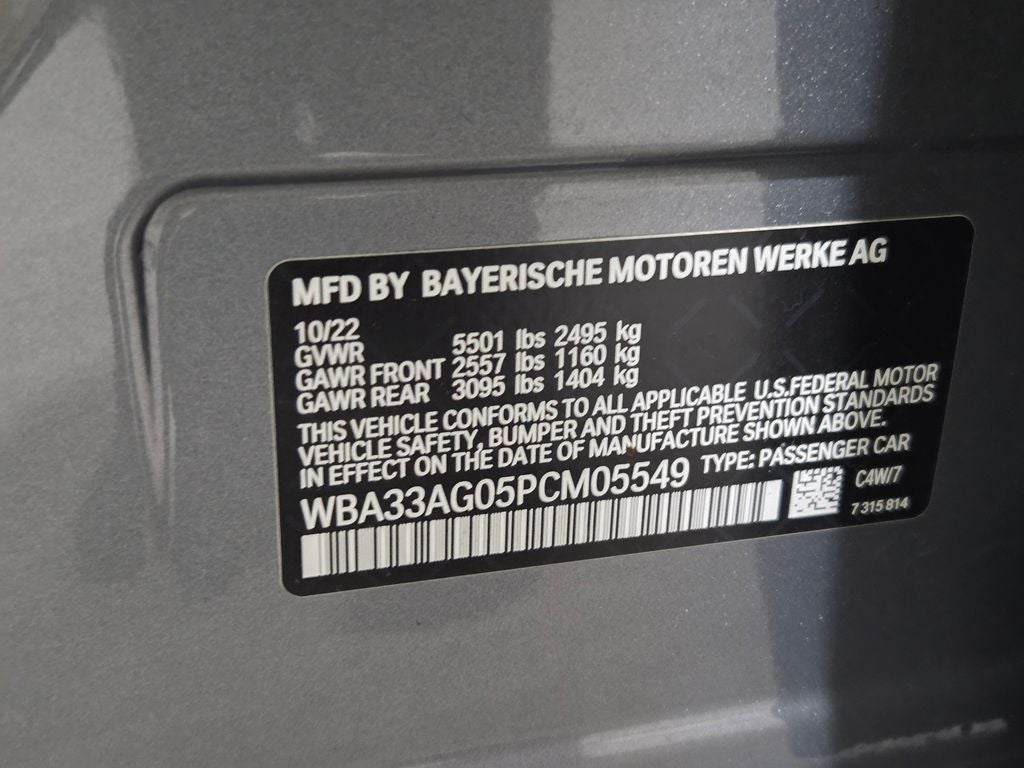 MFD BY BAYERISCHE MOTOREN WERKE AG
10/22
GVWR 5501 lbs 2495 kg
GAWR FRONT 2557 lbs 1160 kg
GAWR REAR 3095 lbs 1404 kg
THIS VEHICLE CONFORMS TO ALL APPLICABLE U.S.FEDERAL MOTOR
VEHICLE SAFETY, BUMPER AND THEFT PREVENTION STANDARDS
IN EFFECT ON THE DATE OF MANUFACTURE SHOWN ABOVE.
WBA33AG05PCM05549 TYPE: PASSENGER CAR
C4W/7
7 315 814